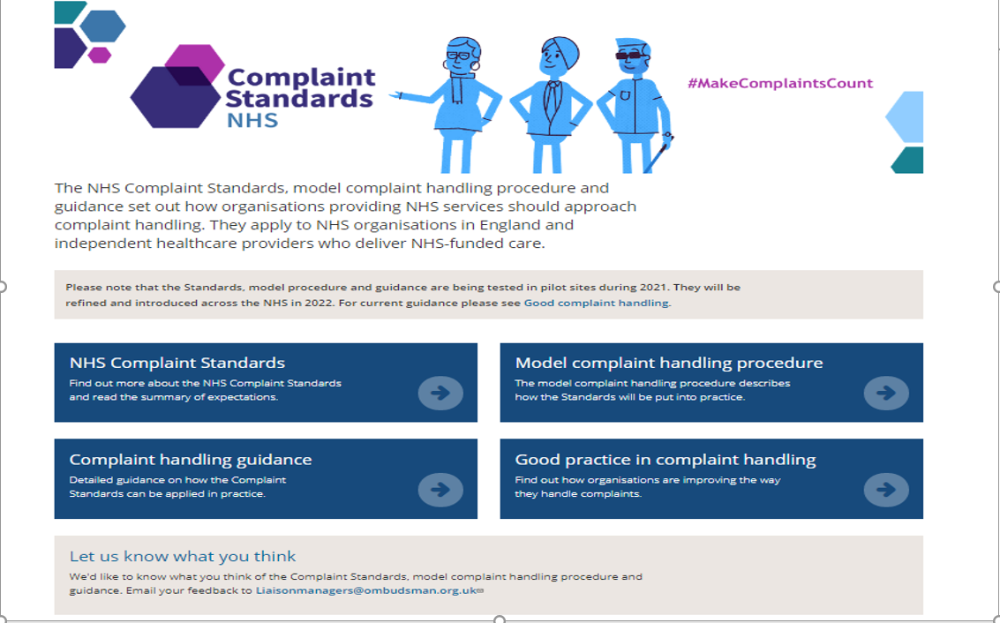 Complaint
Standards
NHS
#MakeComplaintsCount
The NHS Complaint Standards, model complaint handling procedure and
guidance set out how organisations providing NHS services should approach
complaint handling. They apply to NHS organisations in England and
independent healthcare providers who deliver NHS-funded care.
Please note that the Standards, model procedure and guidance are being tested in pilot sites during 2021. They will be
refined and introduced across the NHS in 2022. For current guidance please see Good complaint handling.
NHS Complaint Standards
Find out more about the NHS Complaint Standards
and read the summary of expectations.
Model complaint handling procedure
The model complaint handling procedure describes
how the Standards will be put into practice.
Complaint handling guidance
Detailed guidance on how the Complaint
Standards can be applied in practice.
Good practice in complaint handling
Find out how organisations are improving the way
they handle complaints.
Let us know what you think
We'd like to know what you think of the Complaint Standards, model complaint handling procedure and
guidance. Email your feedback to Liaisonmanagers@ombudsman.org.uk